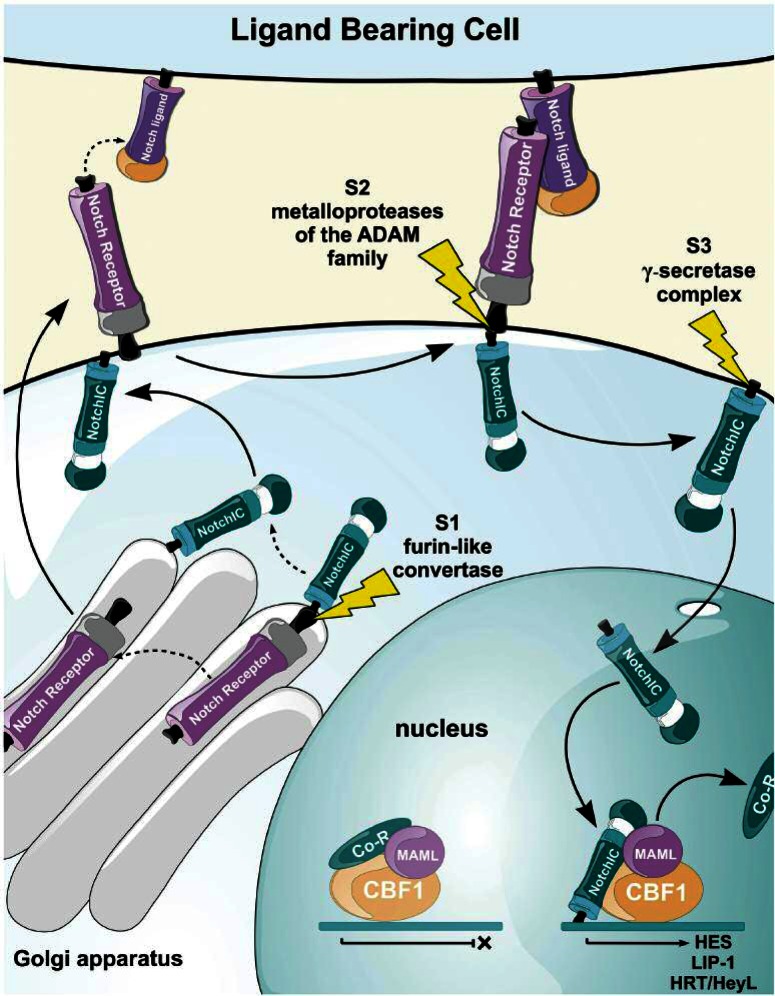 Ligand Bearing Cell
Notch ligand
Notch ligand
Notch Receptor
Notch Receptor
S2
metalloproteases
of the ADAM
family
S3
γ-secretase
complex
NotchIC
NotchIC
NotchIC
NotchIC
NotchIC
S1
furin-like
convertase
Notch Receptor
Notch Receptor
NotchIC
nucleus
Co-R
MAML
CBF1
NotchIC
MAML
CBF1
Co-R
HES
LIP-1
HRT/HeyL
Golgi apparatus